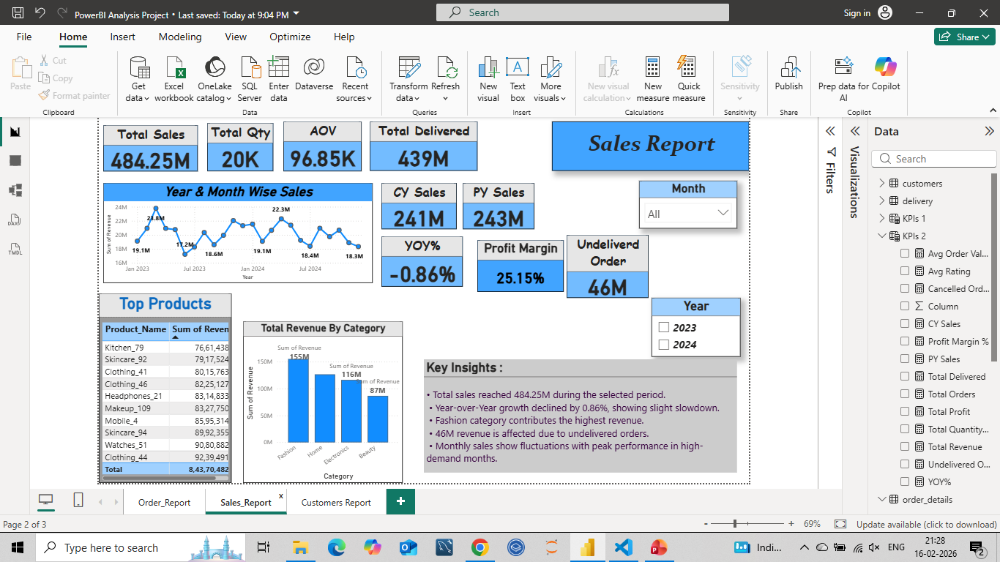 PowerBI Analysis Project • Last saved: Today at 9:04 PM
Search
Sign in
File
Home
Insert
Modeling
View
Optimize
Help
Share
Paste
Cut
Copy
Format painter
Clipboard
Get data
Excel workbook
OneLake catalog
SQL Server
Enter data
Dataverse
Recent sources
Data
Transform data
Refresh
Queries
New visual
Text box
More visuals
Insert
New visual calculation
New measure
Quick measure
Calculations
Sensitivity
Sensitivity
Publish
Share
Prep data for AI
Copilot
Copilot
Total Sales
484.25M
Total Qty
20K
AOV
96.85K
Total Delivered
439M
Sales Report
Year & Month Wise Sales
Sum of Revenue
24M
22M
20M
18M
16M
19.1M
23.8M
17.2M
18.6M
19.1M
22.3M
18.4M
18.3M
Jan 2023
Jul 2023
Jan 2024
Jul 2024
Year
CY Sales
241M
PY Sales
243M
Month
All
YOY%
-0.86%
Profit Margin
25.15%
Undeliverd Order
46M
Year
2023
2024
Top Products
Product_Name Sum of Reven
Kitchen_79 76,61,438
Skincare_92 79,17,524
Clothing_41 80,15,763
Clothing_46 82,25,127
Headphones_21 83,14,833
Makeup_109 83,27,750
Mobile_4 85,95,314
Skincare_94 89,92,355
Watches_51 90,80,882
Clothing_44 92,39,491
Total 8,43,70,482
Total Revenue By Category
Sum of Revenue
150M
100M
50M
0M
Sum of Revenue
155M
Sum of Revenue
116M
Sum of Revenue
87M
Fashion
Home
Electronics
Beauty
Category
Key Insights :
• Total sales reached 484.25M during the selected period.
• Year-over-Year growth declined by 0.86%, showing slight slowdown.
• Fashion category contributes the highest revenue.
• 46M revenue is affected due to undelivered orders.
• Monthly sales show fluctuations with peak performance in high-
demand months.
Filters
Visualizations
Data
Search
customers
delivery
KPIs 1
KPIs 2
Avg Order Val...
Avg Rating
Cancelled Ord...
Column
CY Sales
Profit Margin %
PY Sales
Total Delivered
Total Orders
Total Profit
Total Quantity...
Total Revenue
Undelivered O...
YOY%
order_details
DAX
TMDL
Order_Report
Sales_Report
x
Customers Report
+
Page 2 of 3
- + 69%
Update available (click to download)
Type here to search
Indi...
ENG
21:28
16-02-2026
2